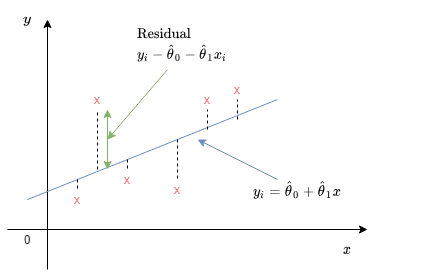 y
Residual
$y_i - \hat{\theta}_0 - \hat{\theta}_1 x_i$
x
x
x
x
x
x
$y_i = \hat{\theta}_0 + \hat{\theta}_1 x$
0
x